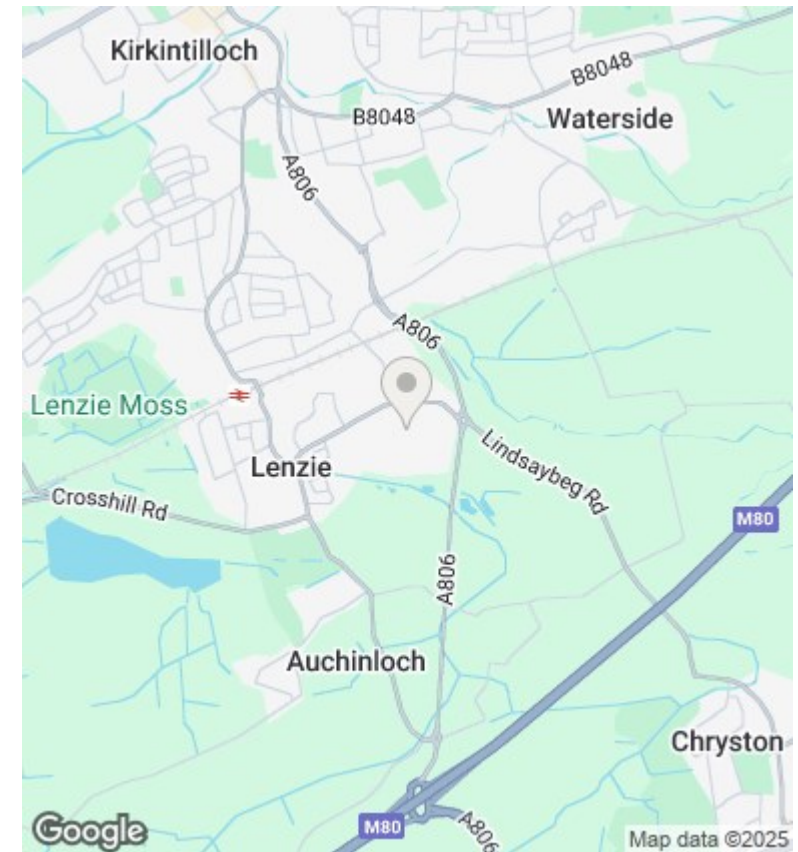 Kirkintilloch
B8048
B8048
Waterside
A806
A806
Lenzie Moss
Lenzie
Lindsaybeg Rd
Crosshill Rd
M80
A806
Auchinloch
Chryston
M80
A806
Google
Map data ©2025